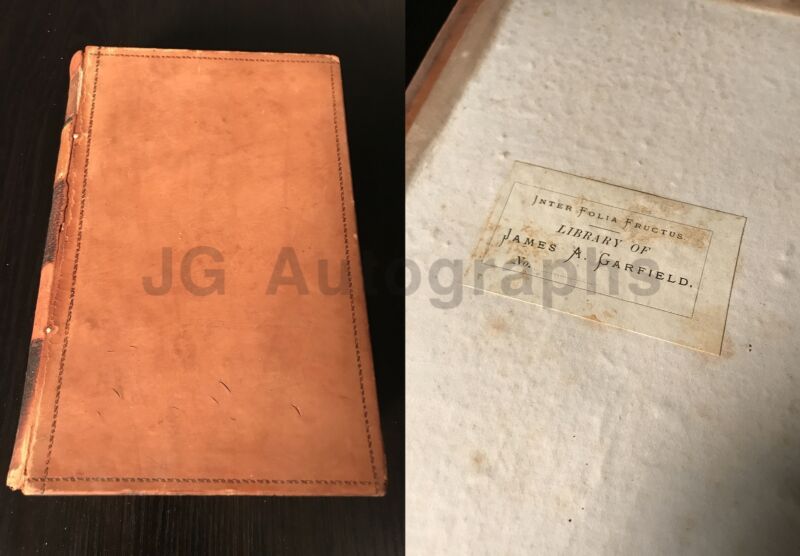 INTER FOLIA FRUCTUS
LIBRARY OF
JAMES A. GARFIELD.
No.
JG Autographs